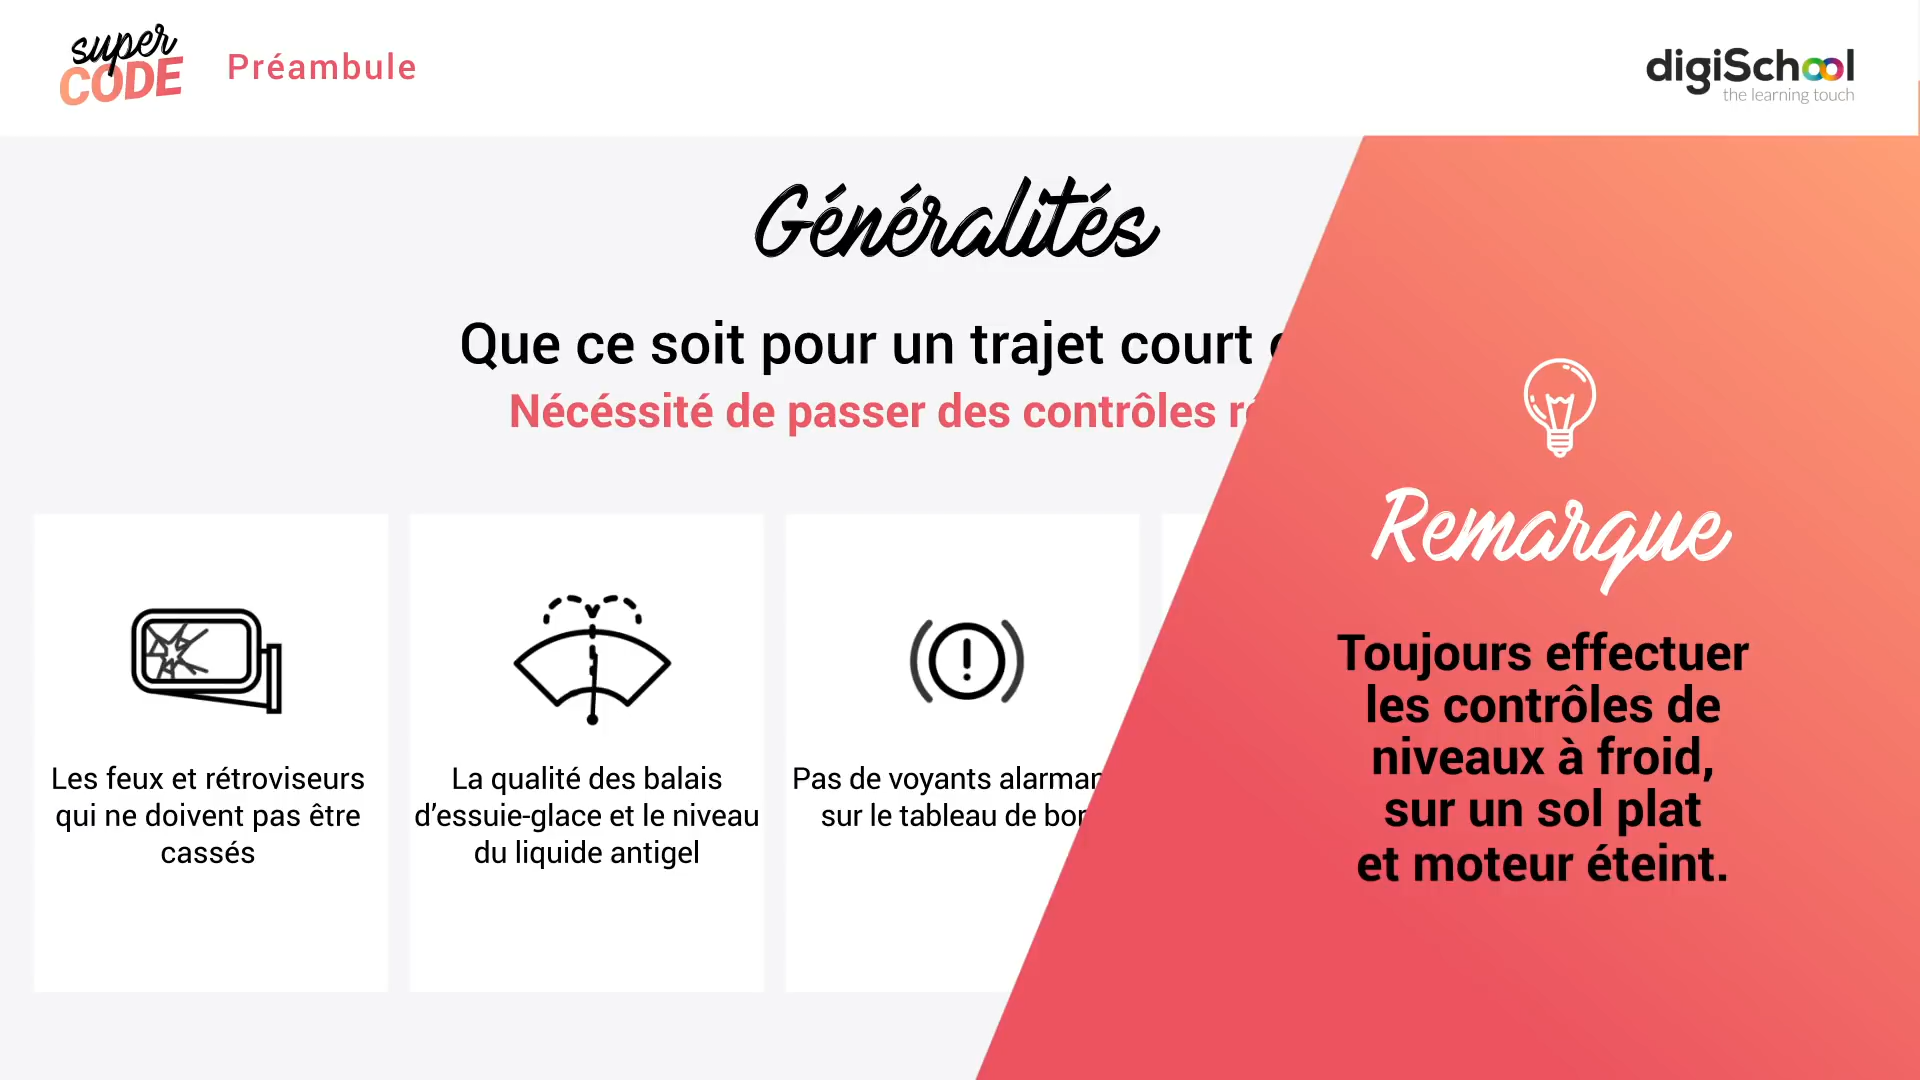 super
CODE
Préambule
digiSchool
the learning touch
Généralités
Que ce soit pour un trajet court
Nécéssité de passer des contrôles
Les feux et rétroviseurs
qui ne doivent pas être
cassés
La qualité des balais
d'essuie-glace et le niveau
du liquide antigel
Pas de voyants
sur le tableau de
Remarque
Toujours effectuer
les contrôles de
niveaux à froid,
sur un sol plat
et moteur éteint.